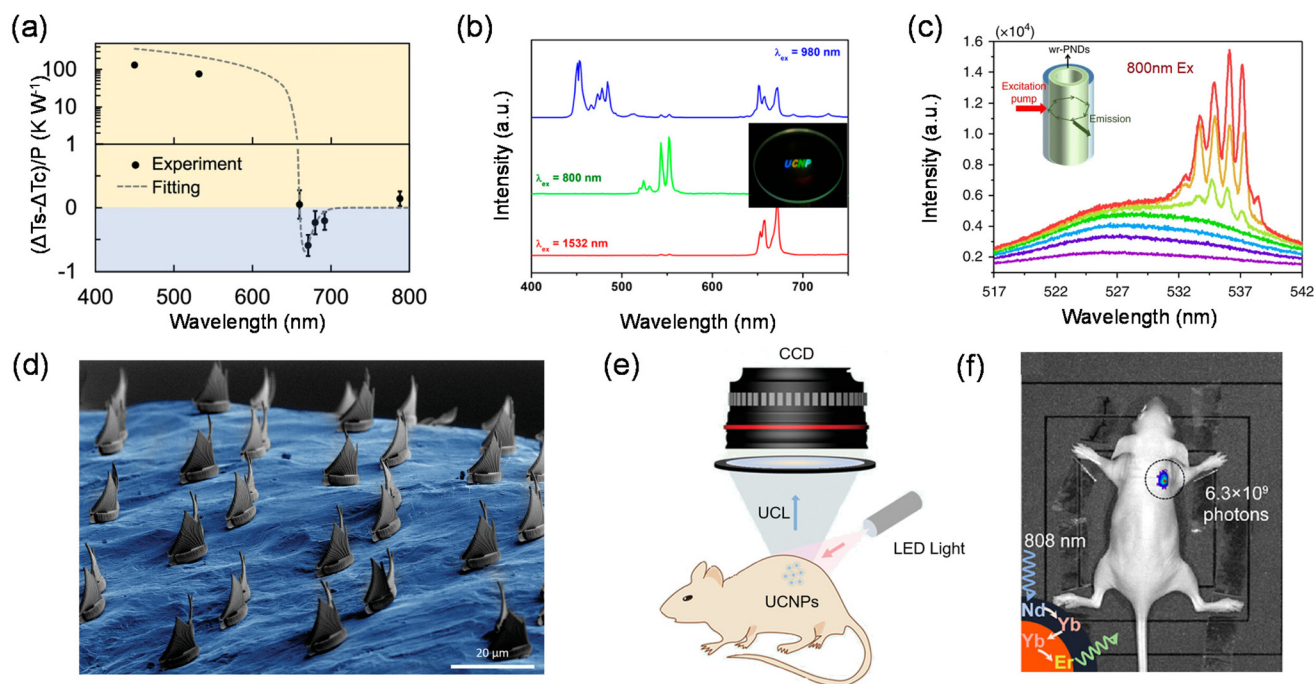 (a)
(ΔTs-ΔTc)/P (K W⁻¹)
100
10
1
0
-1
Experiment
Fitting
400 500 600 700 800
Wavelength (nm)
(b)
Intensity (a.u.)
λex = 980 nm
λex = 800 nm
λex = 1532 nm
UCNP
400 500 600 700
Wavelength (nm)
(c)
(×10⁴)
Intensity (a.u.)
1.6
1.4
1.2
1.0
0.8
0.6
0.4
0.2
wr-PNDs
800nm Ex
Excitation
pump
Emission
517 522 527 532 537 542
Wavelength (nm)
(d)
20 µm
(e)
CCD
UCL
LED Light
UCNPs
(f)
6.3×10⁹
photons
808 nm
Nd
Yb
Yb
Er